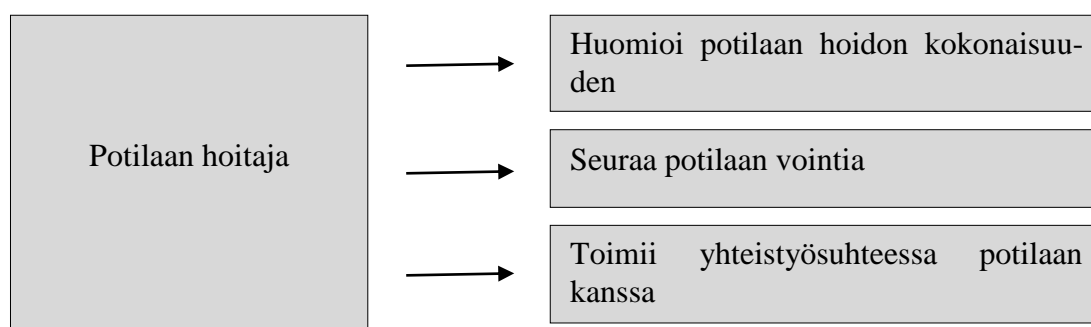 Potilaan hoitaja
Huomioi potilaan hoidon kokonaisuu-
den
Seuraa potilaan vointia
Toimii yhteistyösuhteessa potilaan
kanssa